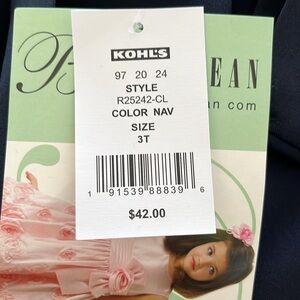 KOHL'S
97 20 24
STYLE
R25242-CL
COLOR NAV
SIZE
3T
1 91539 88839 6
$42.00
B EAN
an com